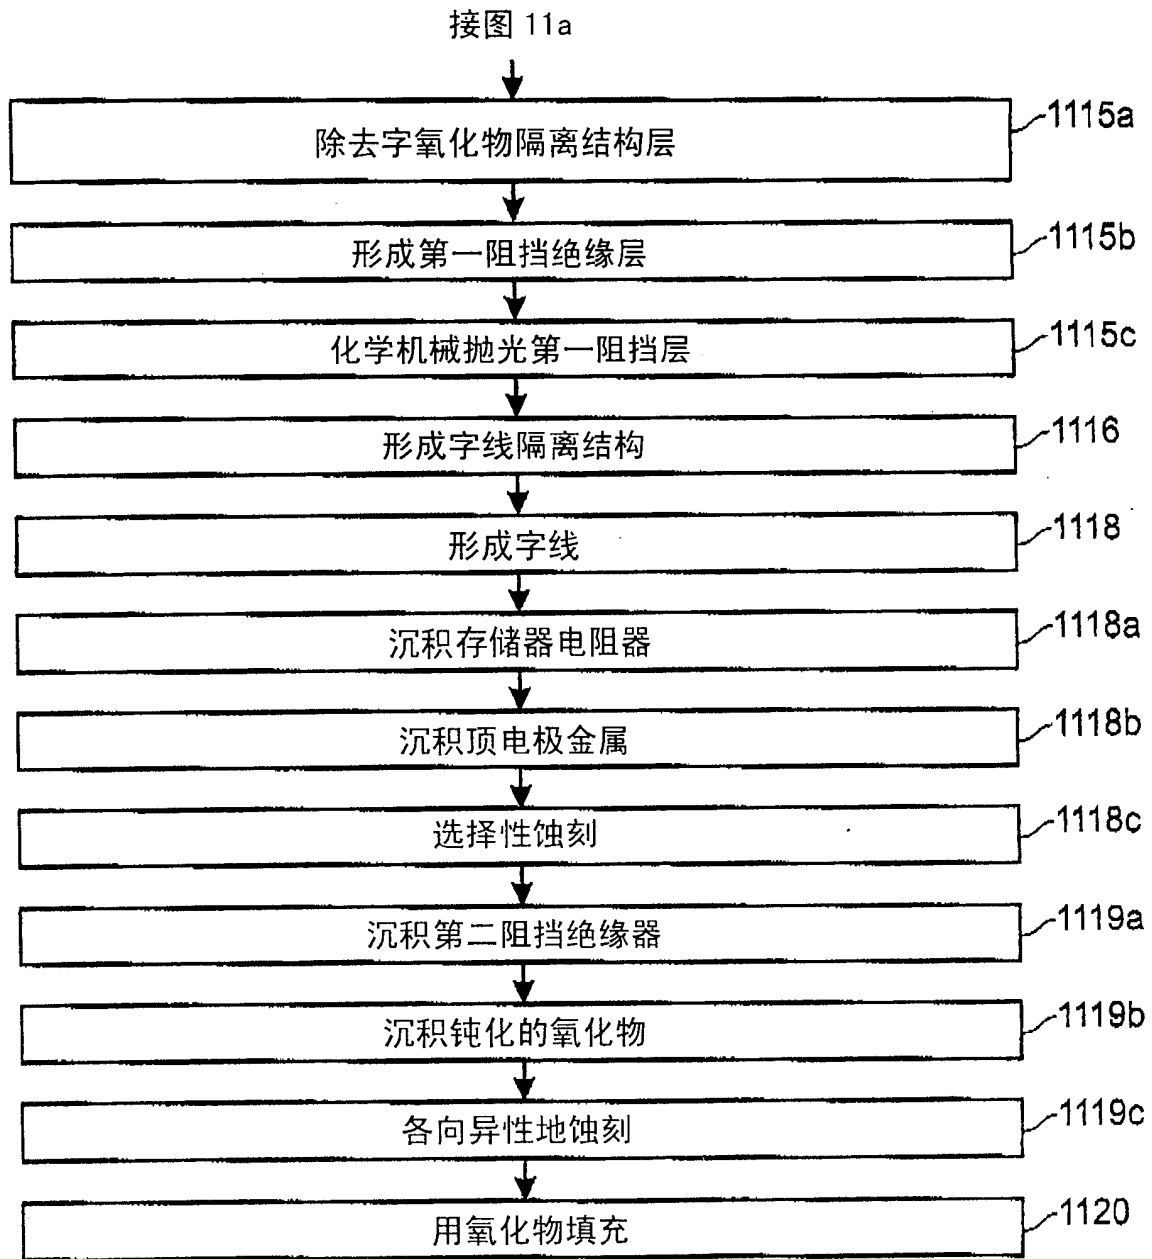 接图 11a
除去字氧化物隔离结构层
1115a
形成第一阻挡绝缘层
1115b
化学机械抛光第一阻挡层
1115c
形成字线隔离结构
1116
形成字线
1118
沉积存储器电阻器
1118a
沉积顶电极金属
1118b
选择性蚀刻
1118c
沉积第二阻挡绝缘器
1119a
沉积钝化的氧化物
1119b
各向异性地蚀刻
1119c
用氧化物填充
1120